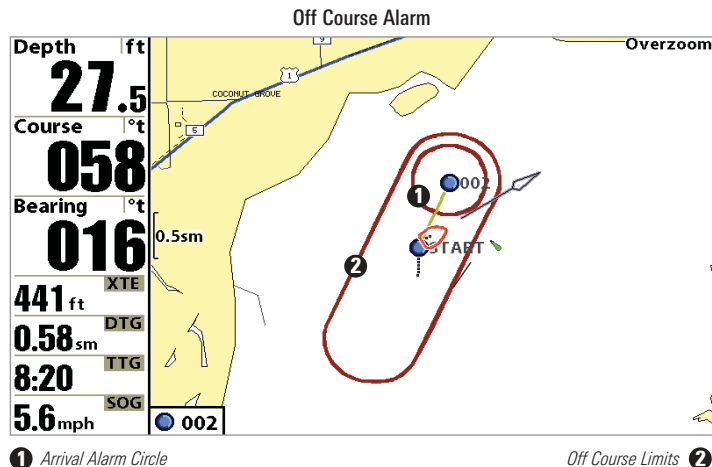 Off Course Alarm
Depth ft
27.5
Course °t
058
Bearing °t
016
XTE
441 ft
DTG
0.58 sm
TTG
8:20
SOG
5.6 mph
Overzoom
9
1
COCONUT GROVE
5
0.5sm
002
1
START
2
002
1 Arrival Alarm Circle
Off Course Limits 2